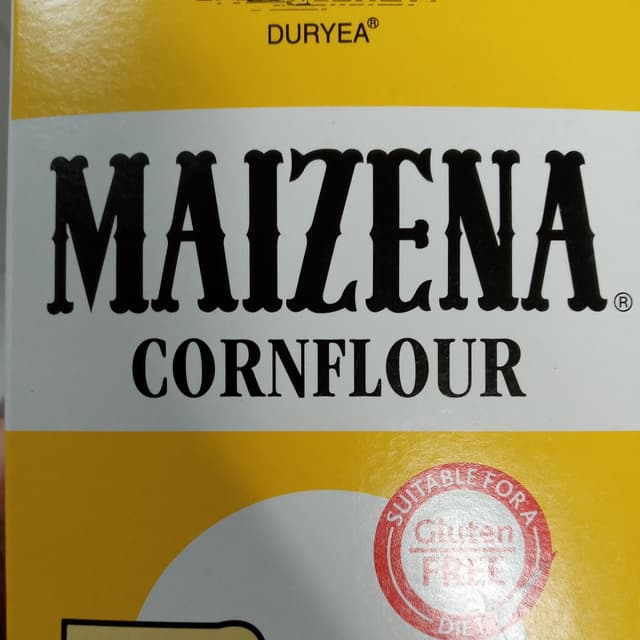 DURYEA®
MAIZENA®
CORNFLOUR
SUITABLE FOR A
Gluten
FREE
DIET